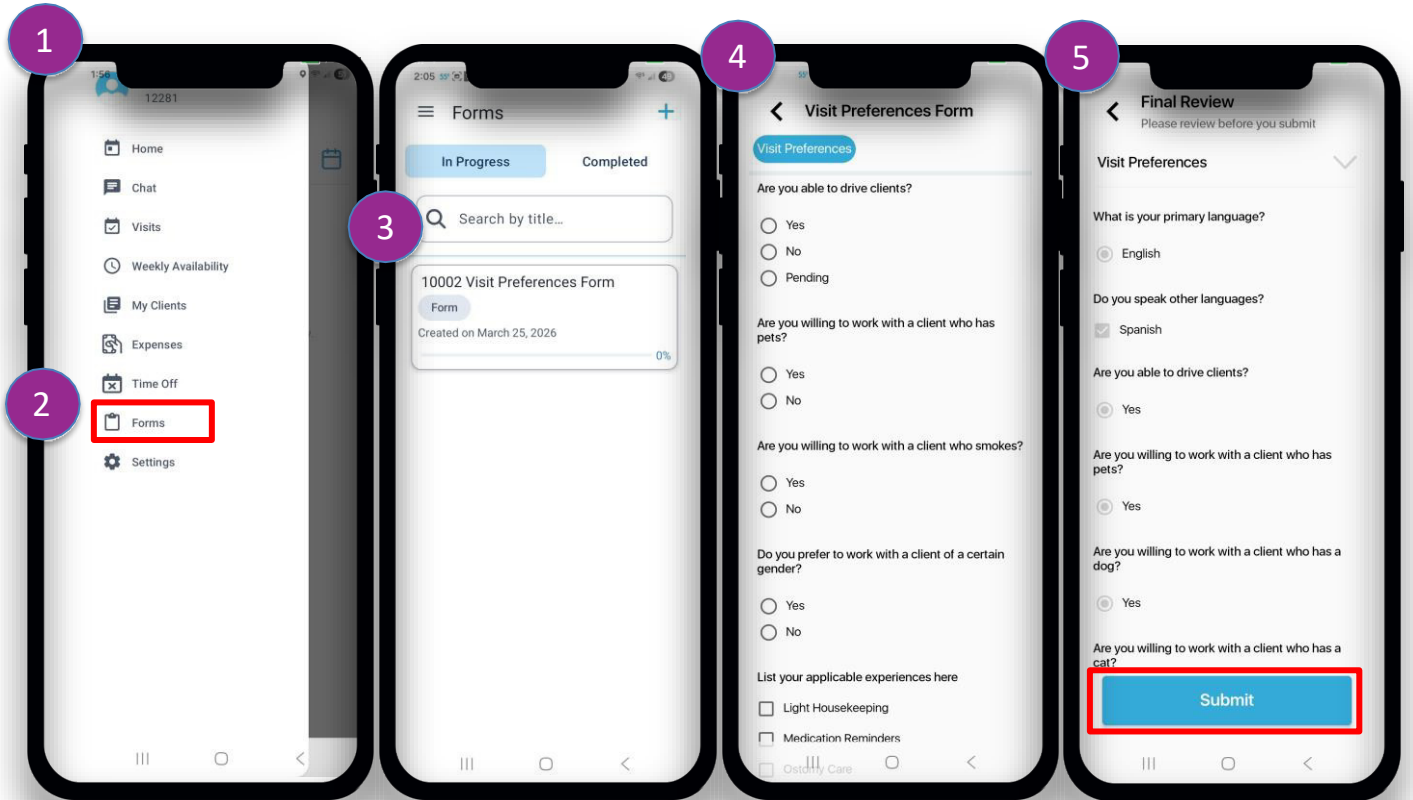 1
1:56
12281
Home
Chat
Visits
Weekly Availability
My Clients
Expenses
Time Off
2
Forms
Settings
2:05 55°
Forms
+
In Progress
Completed
3
Search by title...
10002 Visit Preferences Form
Form
Created on March 25, 2026
0%
4
55°
Visit Preferences Form
Visit Preferences
Are you able to drive clients?
Yes
No
Pending
Are you willing to work with a client who has
pets?
Yes
No
Are you willing to work with a client who smokes?
Yes
No
Do you prefer to work with a client of a certain
gender?
Yes
No
List your applicable experiences here
Light Housekeeping
Medication Reminders
Ostomy Care
5
Final Review
Please review before you submit
Visit Preferences
What is your primary language?
English
Do you speak other languages?
Spanish
Are you able to drive clients?
Yes
Are you willing to work with a client who has
pets?
Yes
Are you willing to work with a client who has a
dog?
Yes
Are you willing to work with a client who has a
cat?
Submit